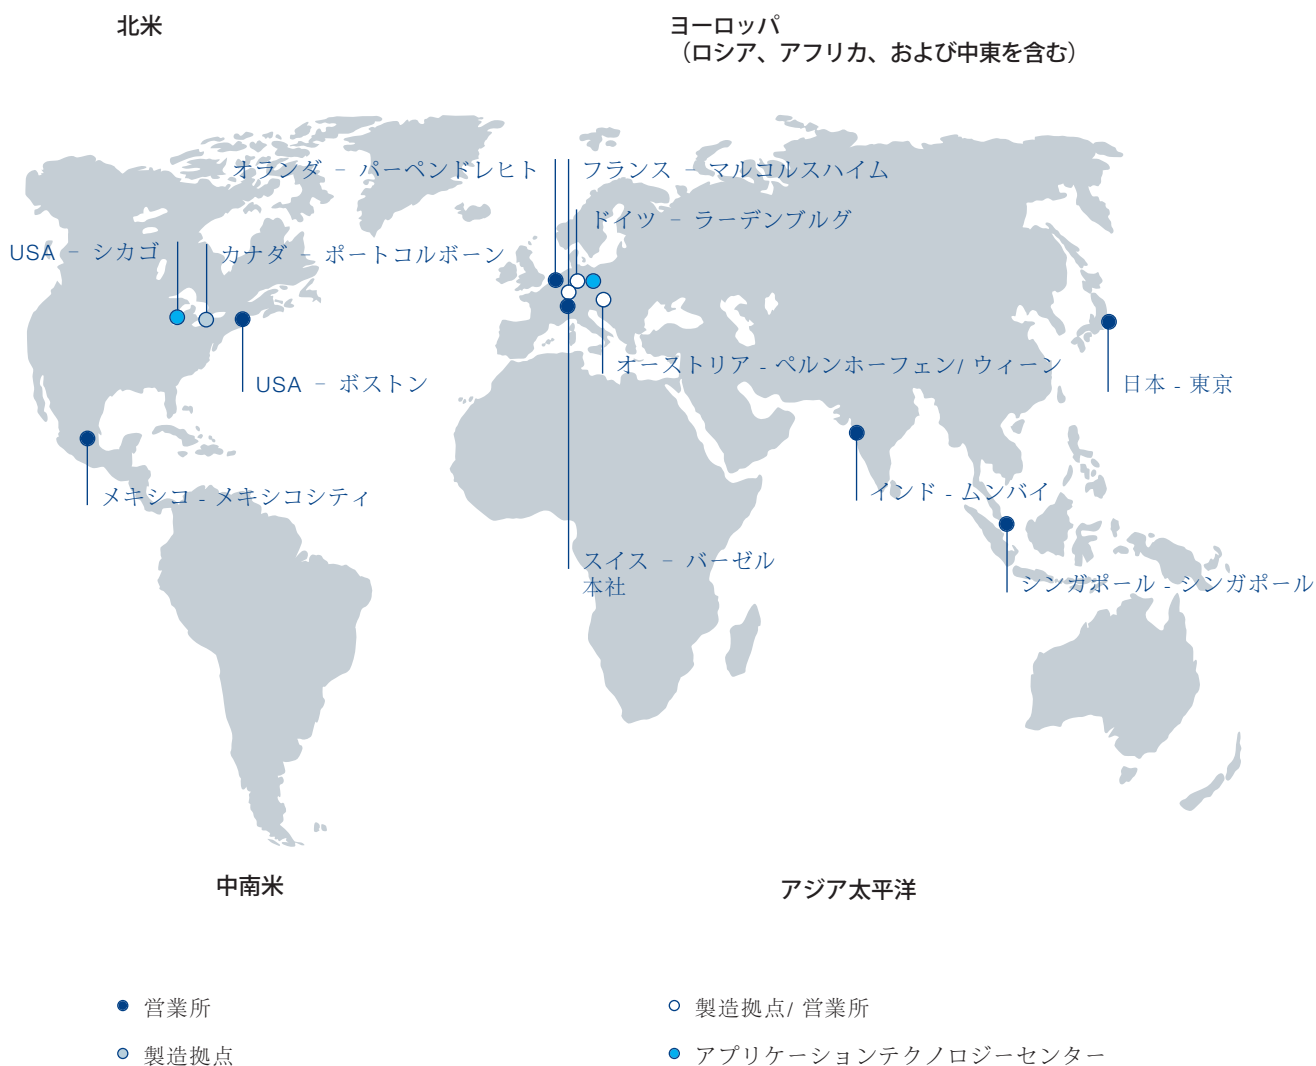 北米
ヨーロッパ
（ロシア、アフリカ、および中東を含む）
オランダ – パーペンドレヒト
フランス – マルコルスハイム
ドイツ – ラーデンブルグ
USA – シカゴ
カナダ – ポートコルボーン
オーストリア - ペルンホーフェン/ ウィーン
USA – ボストン
日本 - 東京
メキシコ - メキシコシティ
インド - ムンバイ
スイス – バーゼル
本社
シンガポール - シンガポール
中南米
アジア太平洋
営業所
製造拠点/ 営業所
製造拠点
アプリケーションテクノロジーセンター